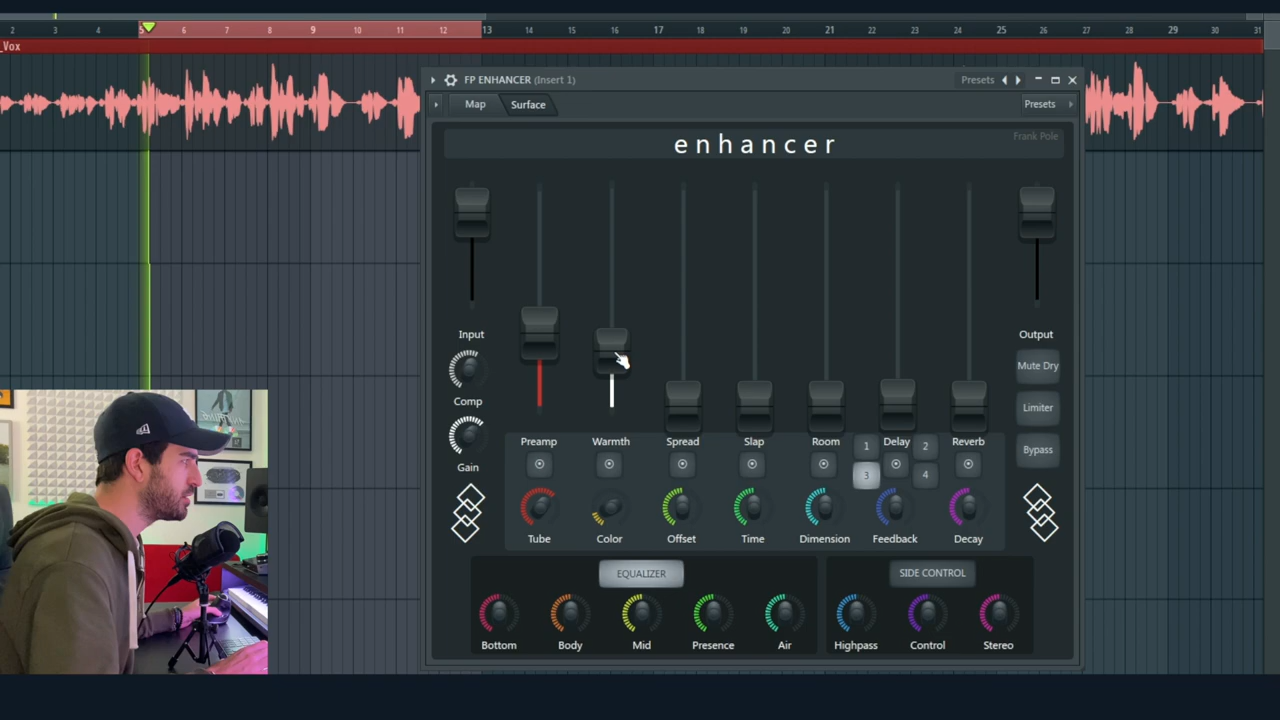 2 3 4 5 6 7 8 9 10 11 12 13 14 15 16 17 18 19 20 21 22 23 24 25 26 27 28 29 30 31
_Vox
FP ENHANCER (Insert 1) Presets
Map Surface Presets
enhancer Frank Pole
Input Output
Mute Dry
Comp Limiter
Preamp Warmth Spread Slap Room Delay Reverb
1 2
3 4
Bypass
Gain
Tube Color Offset Time Dimension Feedback Decay
EQUALIZER SIDE CONTROL
Bottom Body Mid Presence Air Highpass Control Stereo